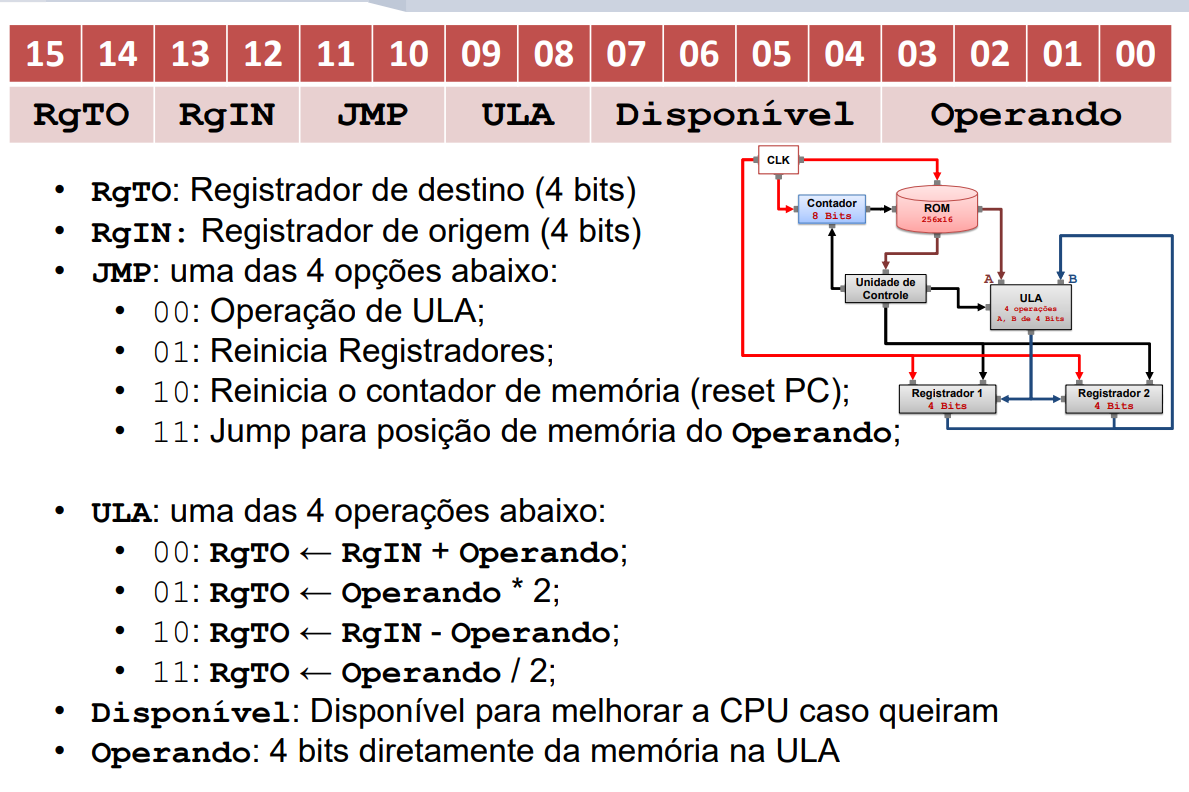 15 14 13 12 11 10 09 08 07 06 05 04 03 02 01 00
RgTO RgIN JMP ULA Disponível Operando
• RgTO: Registrador de destino (4 bits)
• RgIN: Registrador de origem (4 bits)
• JMP: uma das 4 opções abaixo:
• 00: Operação de ULA;
• 01: Reinicia Registradores;
• 10: Reinicia o contador de memória (reset PC);
• 11: Jump para posição de memória do Operando;
CLK
Contador
8 Bits
ROM
256x16
Unidade de
Controle
A
B
ULA
4 operações
A, B de 4 Bits
Registrador 1
4 Bits
Registrador 2
4 Bits
• ULA: uma das 4 operações abaixo:
• 00: RgTO ← RgIN + Operando;
• 01: RgTO ← Operando * 2;
• 10: RgTO ← RgIN - Operando;
• 11: RgTO ← Operando / 2;
• Disponível: Disponível para melhorar a CPU caso queiram
• Operando: 4 bits diretamente da memória na ULA